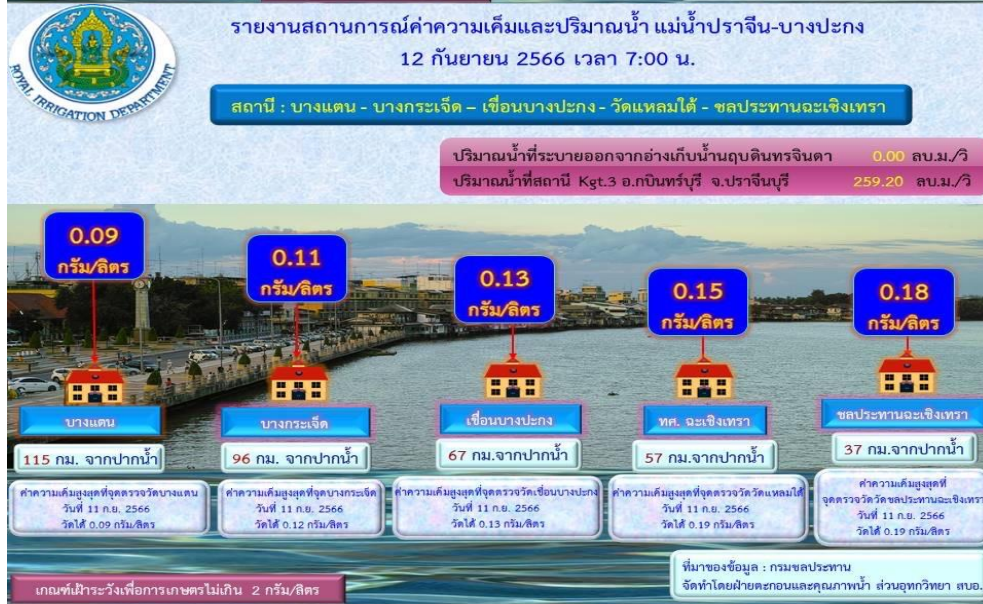 รายงานสถานการณ์ค่าความเค็มและปริมาณน้ำ แม่น้ำปราจีน-บางปะกง
12 กันยายน 2566 เวลา 7:00 น.
ROYAL IRRIGATION DEPARTMENT
สถานี : บางแตน - บางกระเจ็ด – เขื่อนบางปะกง - วัดแหลมใต้ - ชลประทานฉะเชิงเทรา
ปริมาณน้ำที่ระบายออกจากอ่างเก็บน้ำนฤบดินทรจินดา 0.00 ลบ.ม./วิ
ปริมาณน้ำที่สถานี Kgt.3 อ.กบินทร์บุรี จ.ปราจีนบุรี 259.20 ลบ.ม./วิ
0.09
กรัม/ลิตร
0.11
กรัม/ลิตร
0.13
กรัม/ลิตร
0.15
กรัม/ลิตร
0.18
กรัม/ลิตร
บางแตน
บางกระเจ็ด
เขื่อนบางปะกง
ทศ. ฉะเชิงเทรา
ชลประทานฉะเชิงเทรา
115 กม. จากปากน้ำ
96 กม. จากปากน้ำ
67 กม.จากปากน้ำ
57 กม.จากปากน้ำ
37 กม.จากปากน้ำ
ค่าความเค็มสูงสุดที่จุดตรวจวัดบางแตน
วันที่ 11 ก.ย. 2566
วัดได้ 0.09 กรัม/ลิตร
ค่าความเค็มสูงสุดที่จุดบางกระเจ็ด
วันที่ 11 ก.ย. 2566
วัดได้ 0.12 กรัม/ลิตร
ค่าความเค็มสูงสุดที่จุดตรวจวัดเขื่อนบางปะกง
วันที่ 11 ก.ย. 2566
วัดได้ 0.13 กรัม/ลิตร
ค่าความเค็มสูงสุดที่จุดตรวจวัดวัดแหลมใต้
วันที่ 11 ก.ย. 2566
วัดได้ 0.19 กรัม/ลิตร
ค่าความเค็มสูงสุดที่
จุดตรวจวัดวัดชลประทานฉะเชิงเทรา
วันที่ 11 ก.ย. 2566
วัดได้ 0.19 กรัม/ลิตร
เกณฑ์เฝ้าระวังเพื่อการเกษตรไม่เกิน 2 กรัม/ลิตร
ที่มาของข้อมูล : กรมชลประทาน
จัดทำโดยฝ่ายตะกอนและคุณภาพน้ำ ส่วนอุทกวิทยา สบอ.